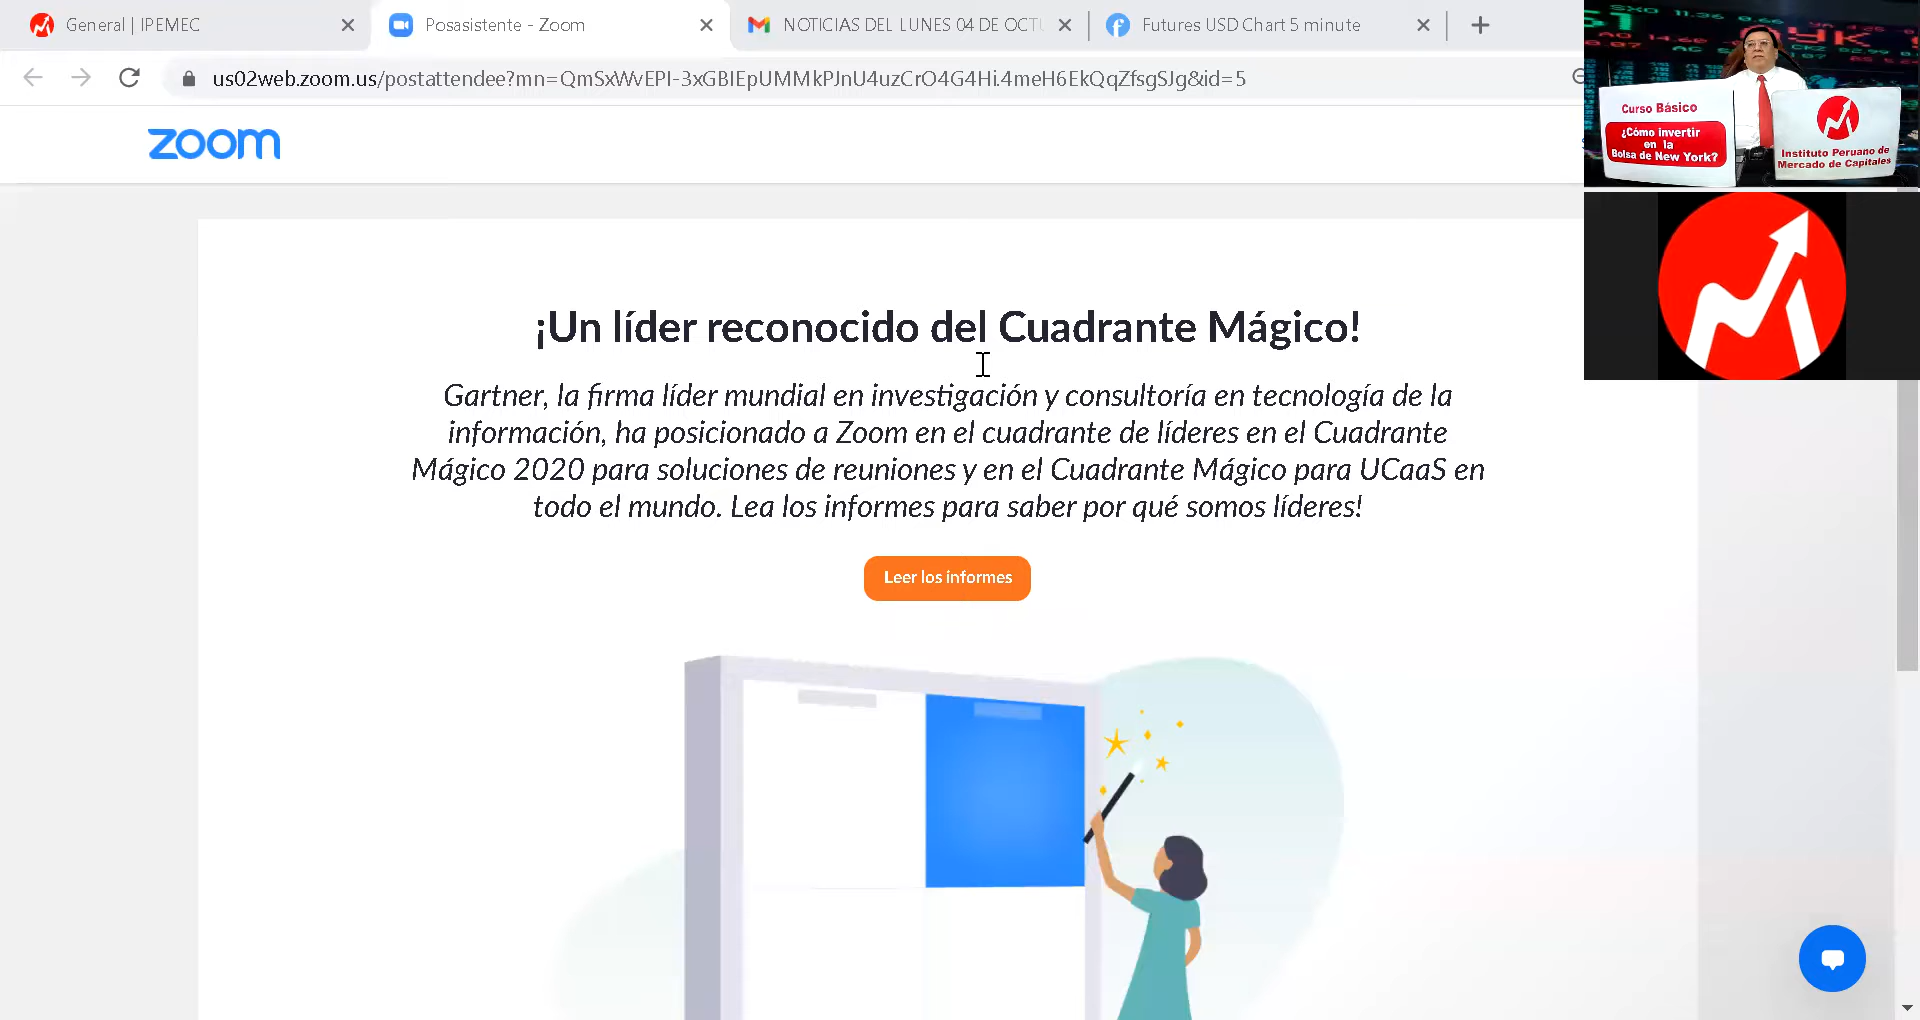 General | IPEMEC
Posasistente - Zoom
NOTICIAS DEL LUNES 04 DE OCTU
Futures USD Chart 5 minute
us02web.zoom.us/postattendee?mn=QmSxWvEPI-3xGBIEpUMMkPJnU4uzCrO4G4Hi.4meH6EkQqZfsgSJg&id=5
zoom
¡Un líder reconocido del Cuadrante Mágico!
Gartner, la firma líder mundial en investigación y consultoría en tecnología de la
información, ha posicionado a Zoom en el cuadrante de líderes en el Cuadrante
Mágico 2020 para soluciones de reuniones y en el Cuadrante Mágico para UCaaS en
todo el mundo. Lea los informes para saber por qué somos líderes!
Leer los informes
Curso Básico
¿Cómo invertir
en la
Bolsa de New York?
Instituto Peruano de
Mercado de Capitales